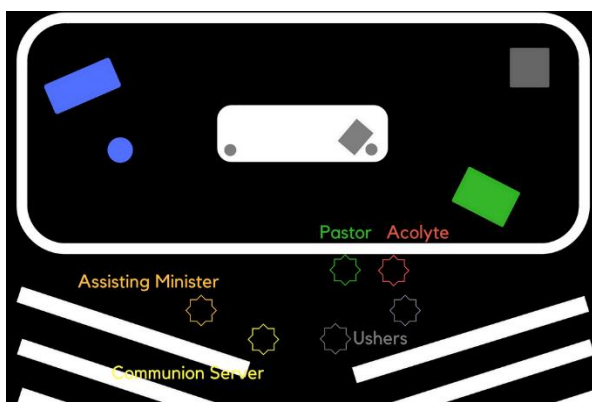 Pastor
Acolyte
Assisting Minister
Ushers
Communion Server